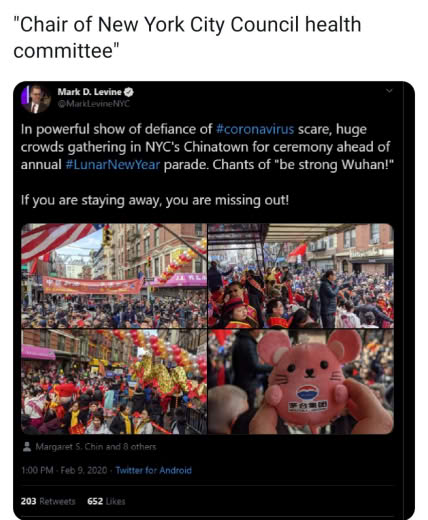 "Chair of New York City Council health
committee"
Mark D. Levine
@MarkLevineNYC
In powerful show of defiance of #coronavirus scare, huge
crowds gathering in NYC's Chinatown for ceremony ahead of
annual #LunarNewYear parade. Chants of "be strong Wuhan!"
If you are staying away, you are missing out!
Margaret S. Chin and 8 others
1:00 PM · Feb 9, 2020 · Twitter for Android
203 Retweets 652 Likes